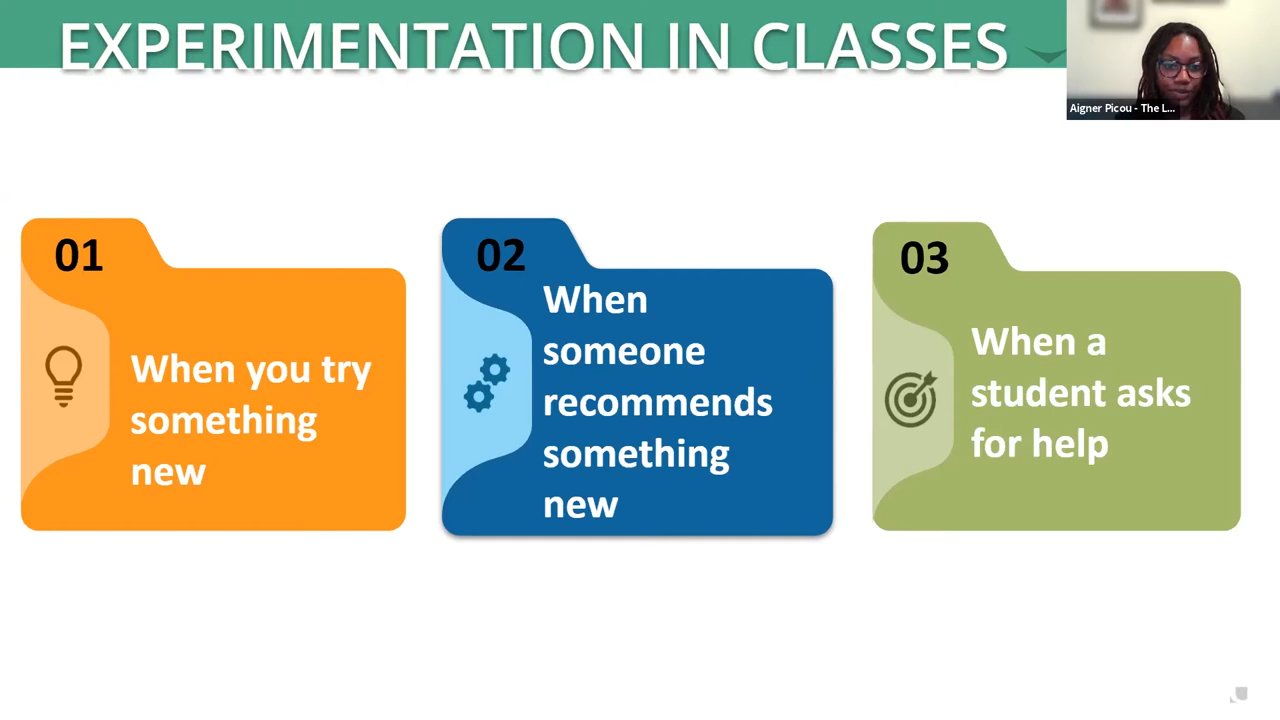 EXPERIMENTATION IN CLASSES
Aigner Picou - The L...
01
When you try
something
new
02
When
someone
recommends
something
new
03
When a
student asks
for help